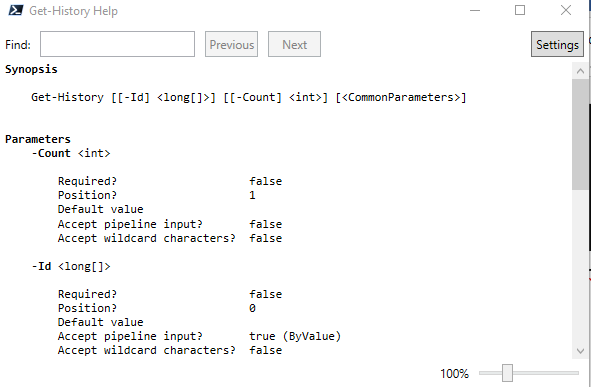 Get-History Help
Find:
Previous
Next
Settings
Synopsis
Get-History [[-Id] <long[]>] [[-Count] <int>] [<CommonParameters>]
Parameters
-Count <int>
Required? false
Position? 1
Default value
Accept pipeline input? false
Accept wildcard characters? false
-Id <long[]>
Required? false
Position? 0
Default value
Accept pipeline input? true (ByValue)
Accept wildcard characters? false
100%